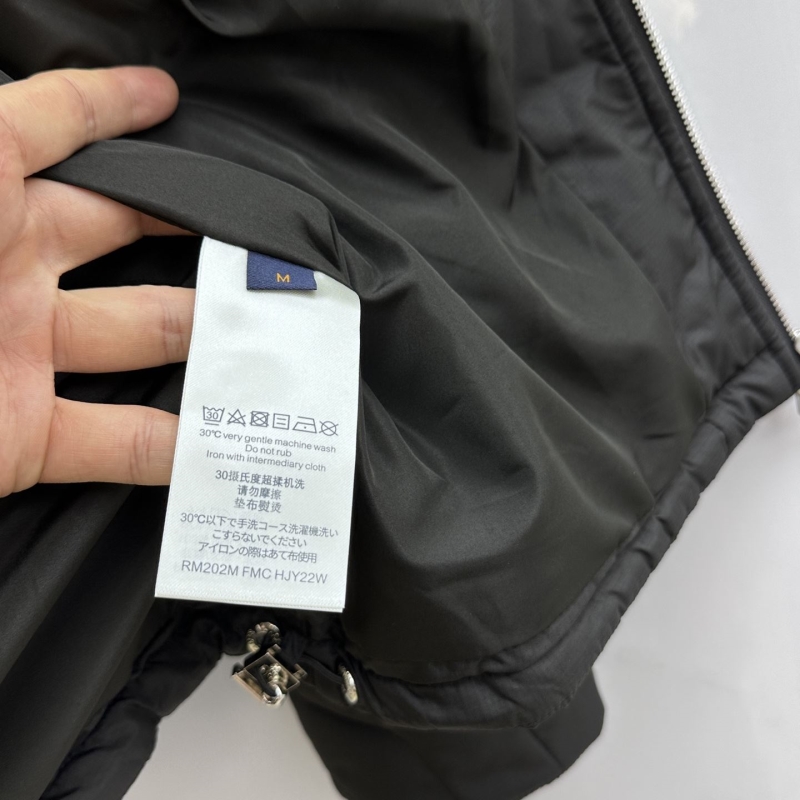 M
30
30℃ very gentle machine wash
Do not rub
Iron with intermediary cloth
30摄氏度超揉机洗
请勿摩擦
垫布熨烫
30℃以下で手洗コース洗濯機洗い
こすらないでください
アイロンの際はあて布使用
RM202M FMC HJY22W